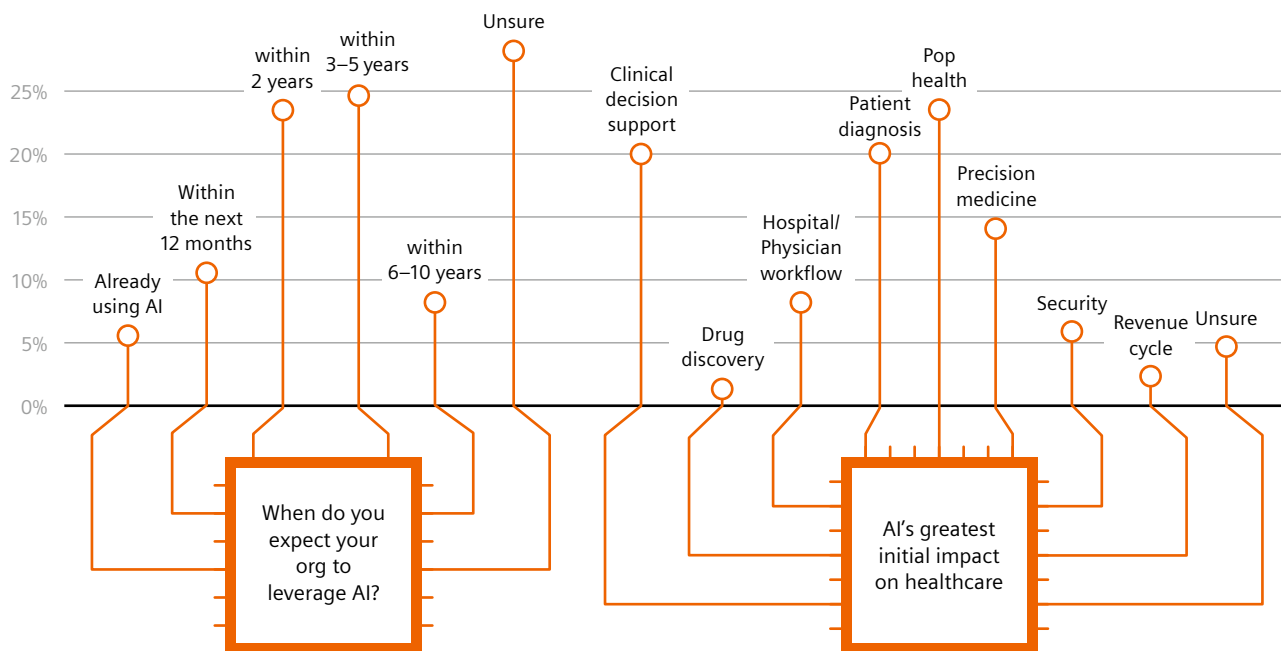 25%
20%
15%
10%
5%
0%
Already
using AI
Within
the next
12 months
within
2 years
within
3–5 years
within
6–10 years
Unsure
When do you
expect your
org to
leverage AI?
Clinical
decision
support
Drug
discovery
Hospital/
Physician
workflow
Patient
diagnosis
Pop
health
Precision
medicine
Security
Revenue
cycle
Unsure
AI’s greatest
initial impact
on healthcare